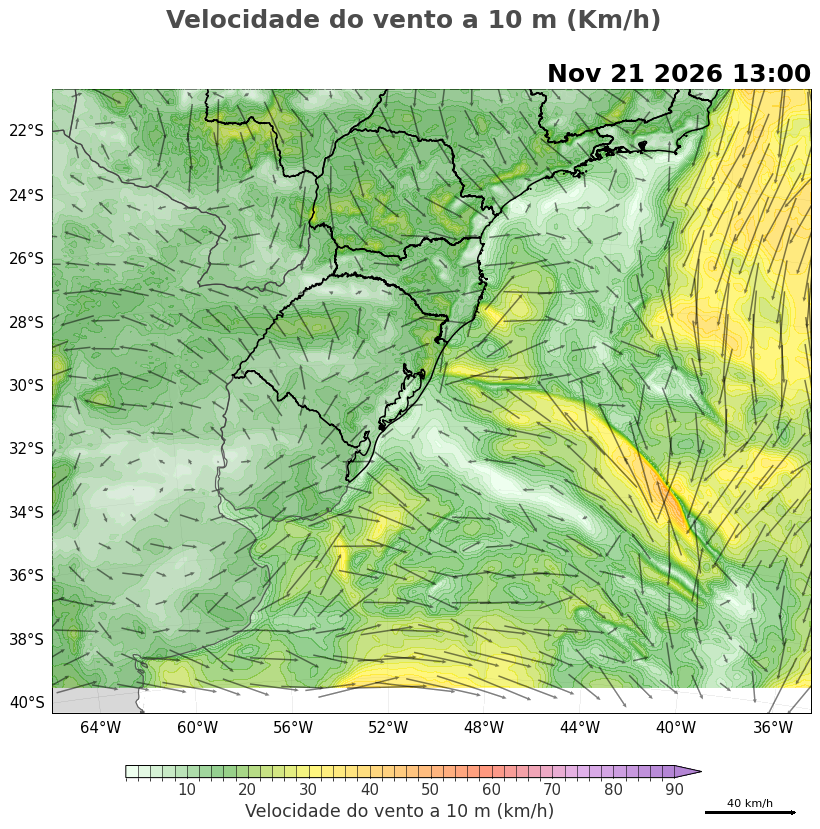 Velocidade do vento a 10 m (Km/h)
Nov 21 2026 13:00
22°S
24°S
26°S
28°S
30°S
32°S
34°S
36°S
38°S
40°S
64°W 60°W 56°W 52°W 48°W 44°W 40°W 36°W
10 20 30 40 50 60 70 80 90
Velocidade do vento a 10 m (km/h)
40 km/h